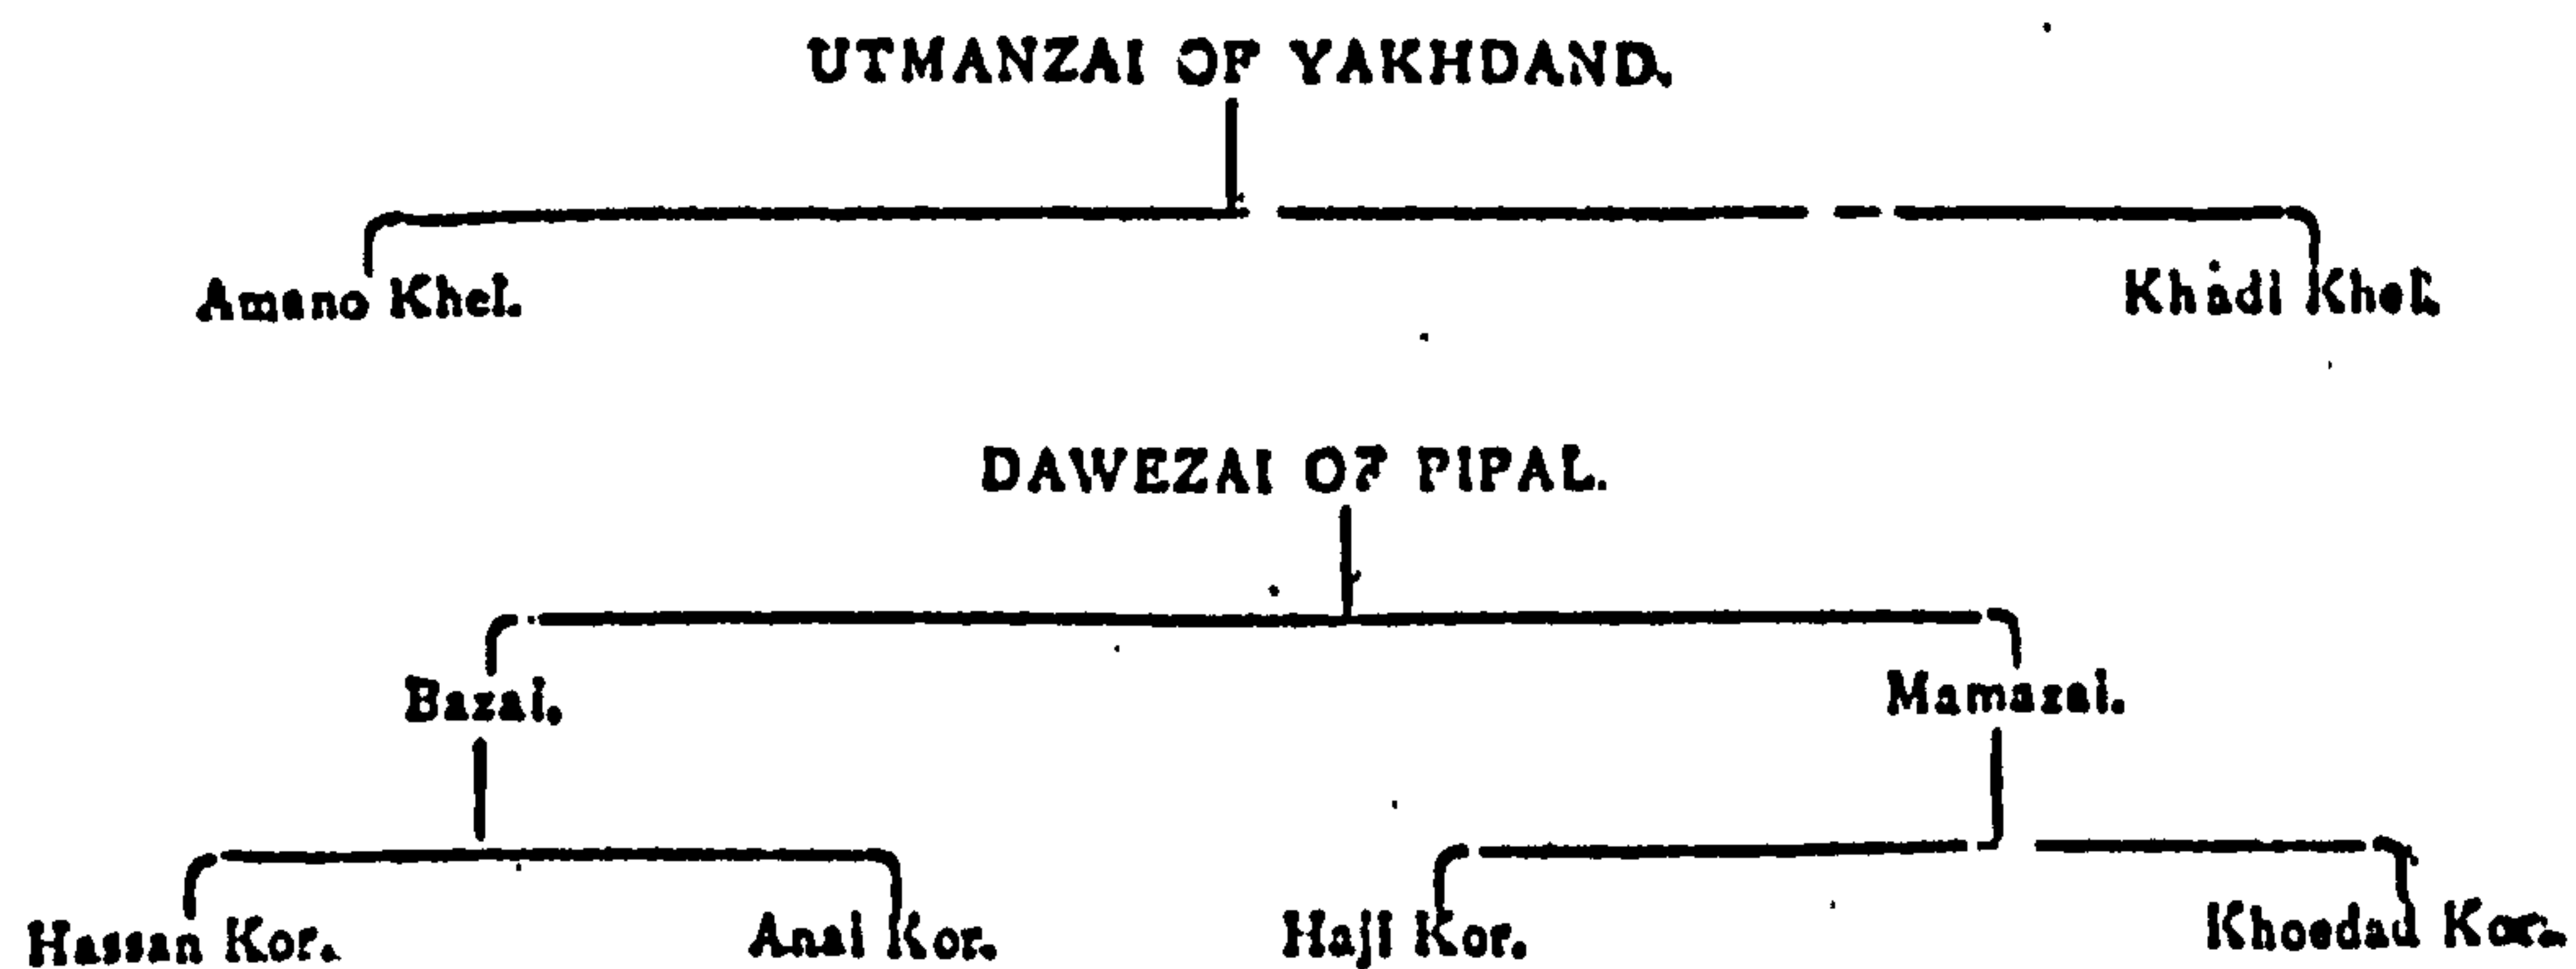 UTMANZAI OF YAKHDAND.
Amano Khel. Khadi Khel.
DAWEZAI OF PIPAL.
Bazai. Mamazai.
Hassan Kor. Anai Kor. Haji Kor. Khoedad Kor.